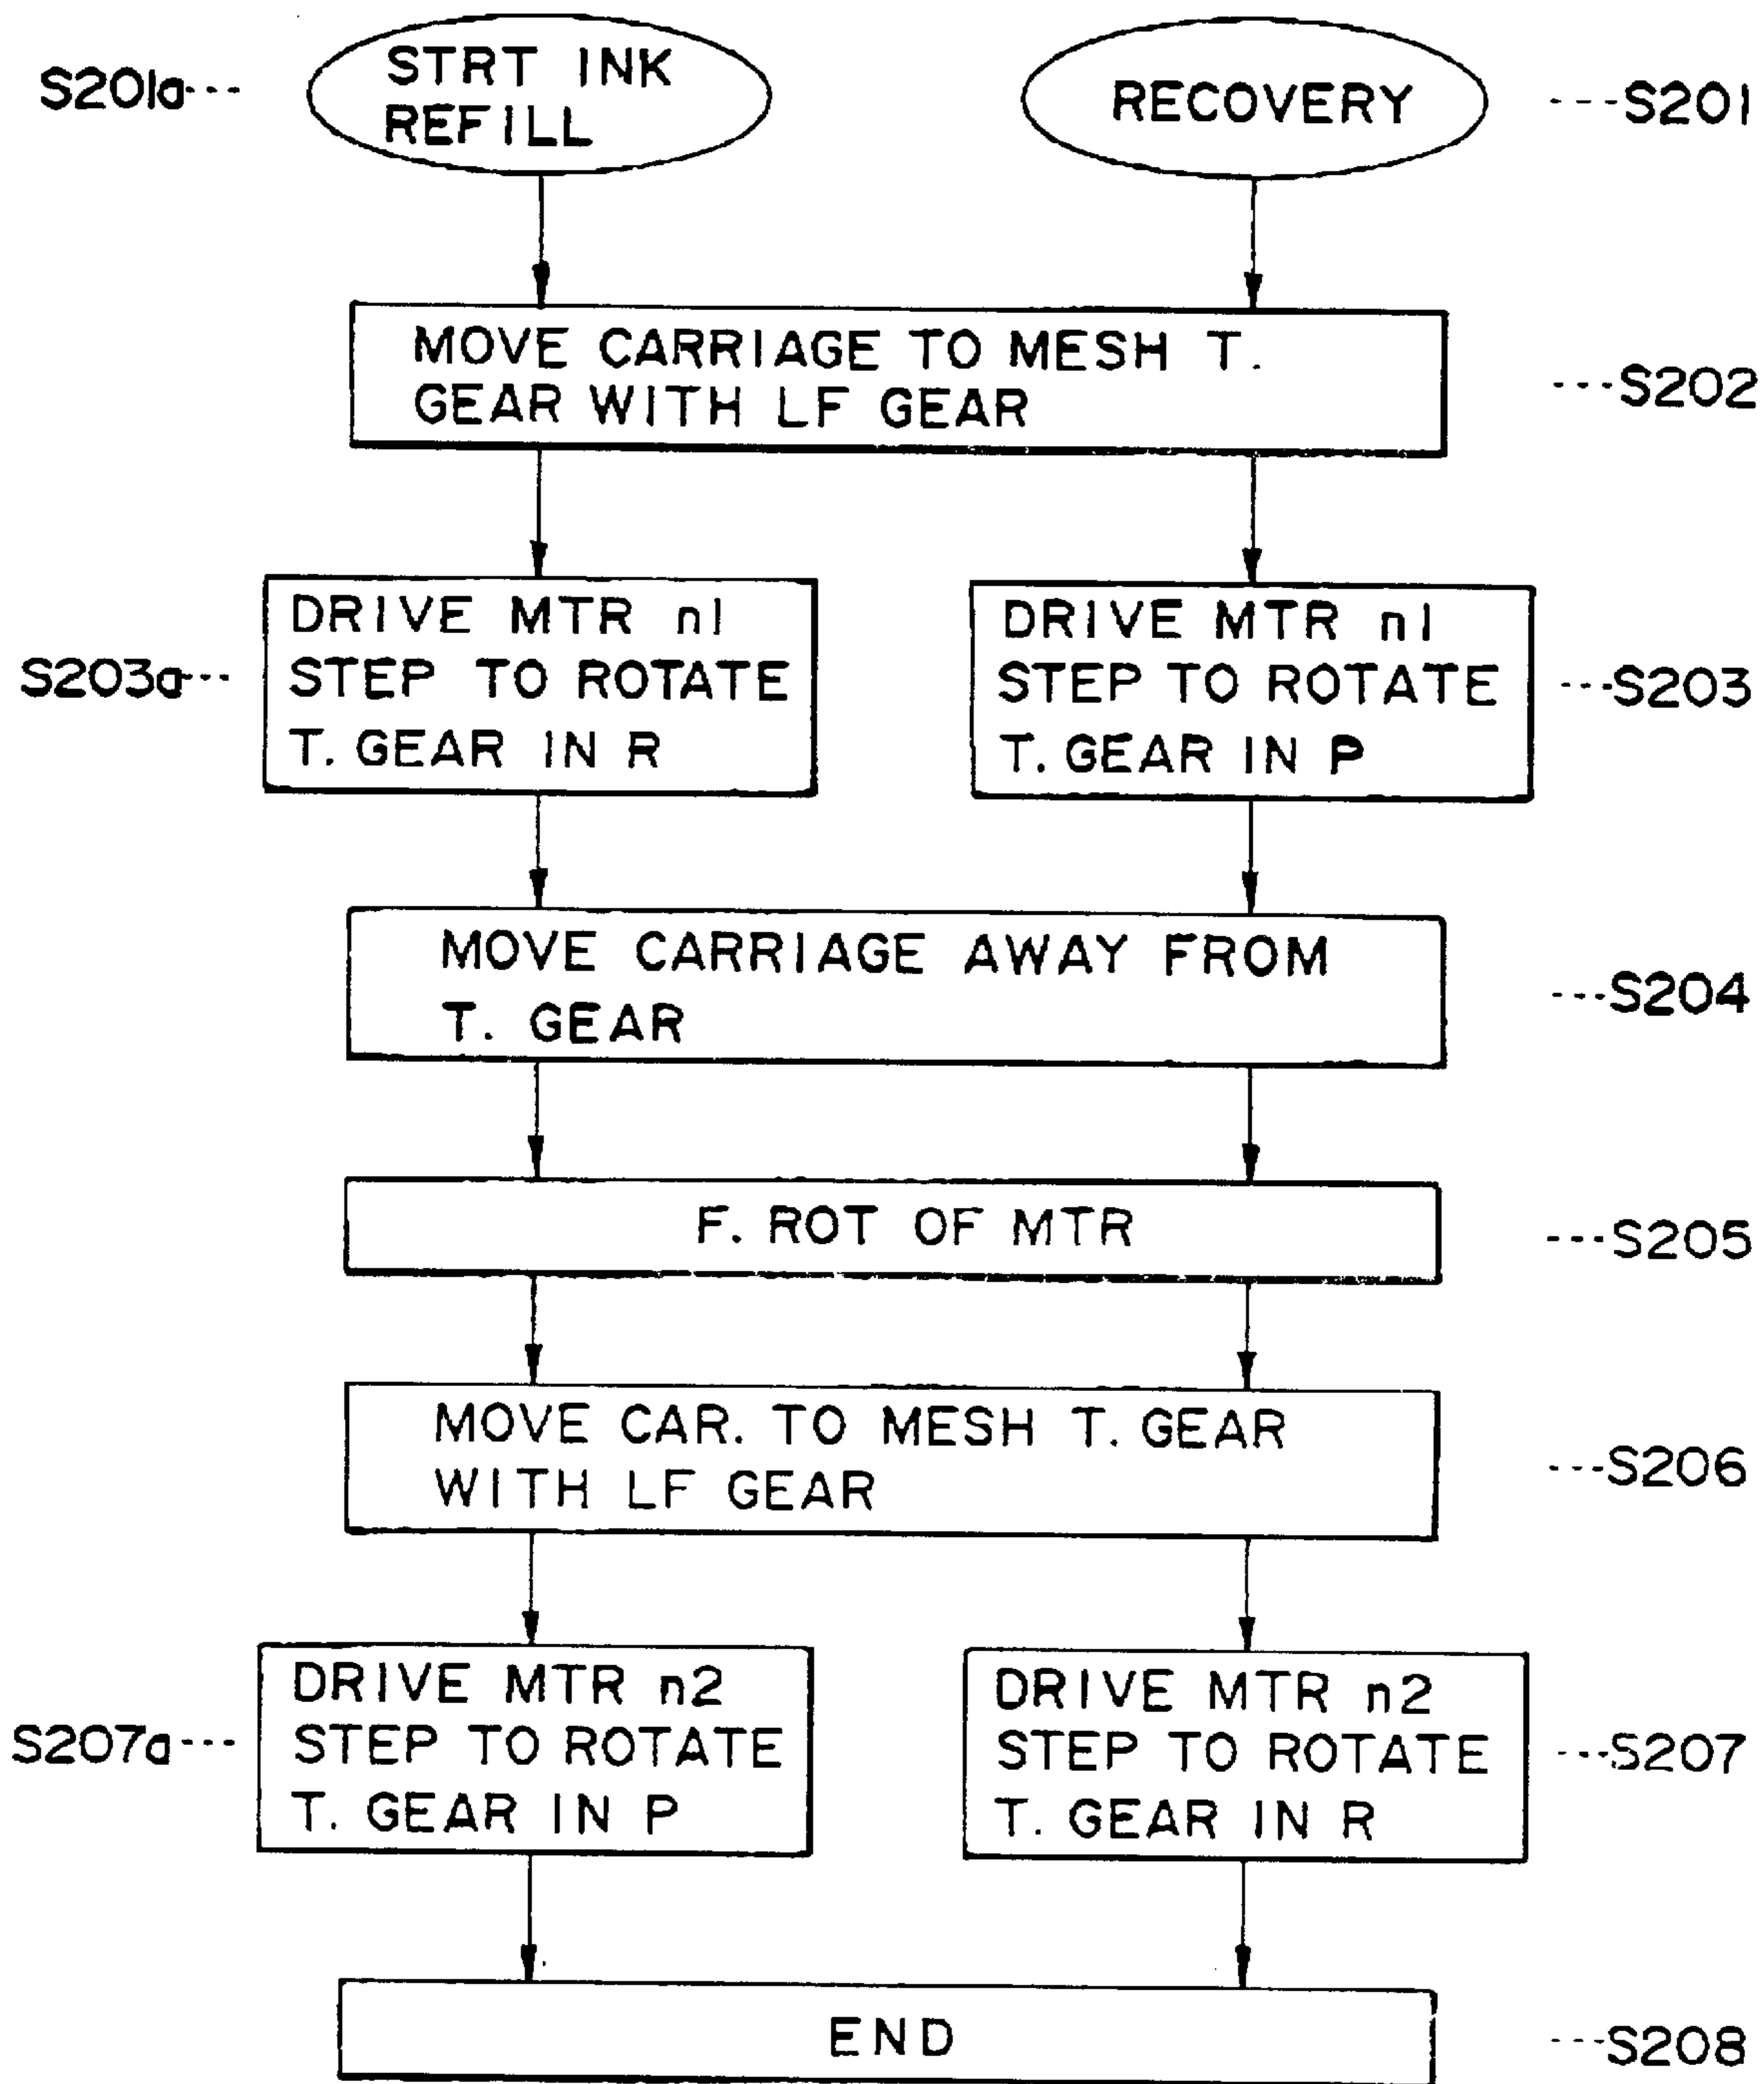 S201a
STRT INK
REFILL
RECOVERY
S201
MOVE CARRIAGE TO MESH T.
GEAR WITH LF GEAR
S202
S203a
DRIVE MTR n1
STEP TO ROTATE
T. GEAR IN R
DRIVE MTR n1
STEP TO ROTATE
T. GEAR IN P
S203
MOVE CARRIAGE AWAY FROM
T. GEAR
S204
F. ROT OF MTR
S205
MOVE CAR. TO MESH T. GEAR
WITH LF GEAR
S206
S207a
DRIVE MTR n2
STEP TO ROTATE
T. GEAR IN P
DRIVE MTR n2
STEP TO ROTATE
T. GEAR IN R
S207
END
S208